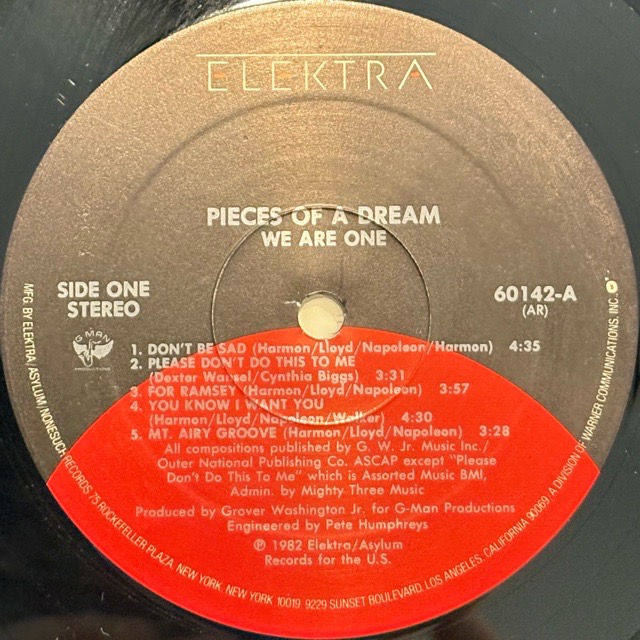 ELEKTRA
PIECES OF A DREAM
WE ARE ONE
SIDE ONE
STEREO
60142-A
(AR)
G-MAN
PRODUCTIONS
1. DON'T BE SAD (Harmon/Lloyd/Napoleon/Harmon) 4:35
2. PLEASE DON'T DO THIS TO ME
(Dexter Wansel/Cynthia Biggs) 3:31
3. FOR RAMSEY (Harmon/Lloyd/Napoleon) 3:57
4. YOU KNOW I WANT YOU
(Harmon/Lloyd/Napoleon/Walker) 4:30
5. MT. AIRY GROOVE (Harmon/Lloyd/Napoleon) 3:28
All compositions published by G. W. Jr. Music Inc./
Outer National Publishing Co. ASCAP except "Please
Don't Do This To Me" which is Assorted Music BMI,
Admin. by Mighty Three Music
Produced by Grover Washington Jr. for G-Man Productions
Engineered by Pete Humphreys
℗ 1982 Elektra/Asylum
Records for the U.S.
MFG. BY ELEKTRA/ASYLUM/NONESUCH RECORDS 75 ROCKEFELLER PLAZA, NEW YORK, NEW YORK 10019 9229 SUNSET BOULEVARD, LOS ANGELES, CALIFORNIA 90069. A DIVISION OF WARNER COMMUNICATIONS, INC.